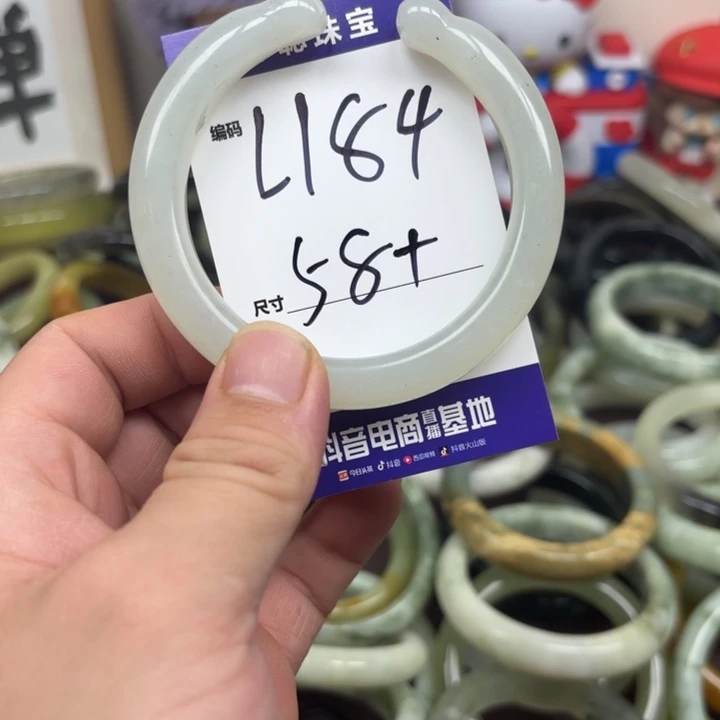 珠宝
编码 L184
尺寸 58+
抖音电商直播基地
今日头条 抖音 西瓜视频 抖音火山版